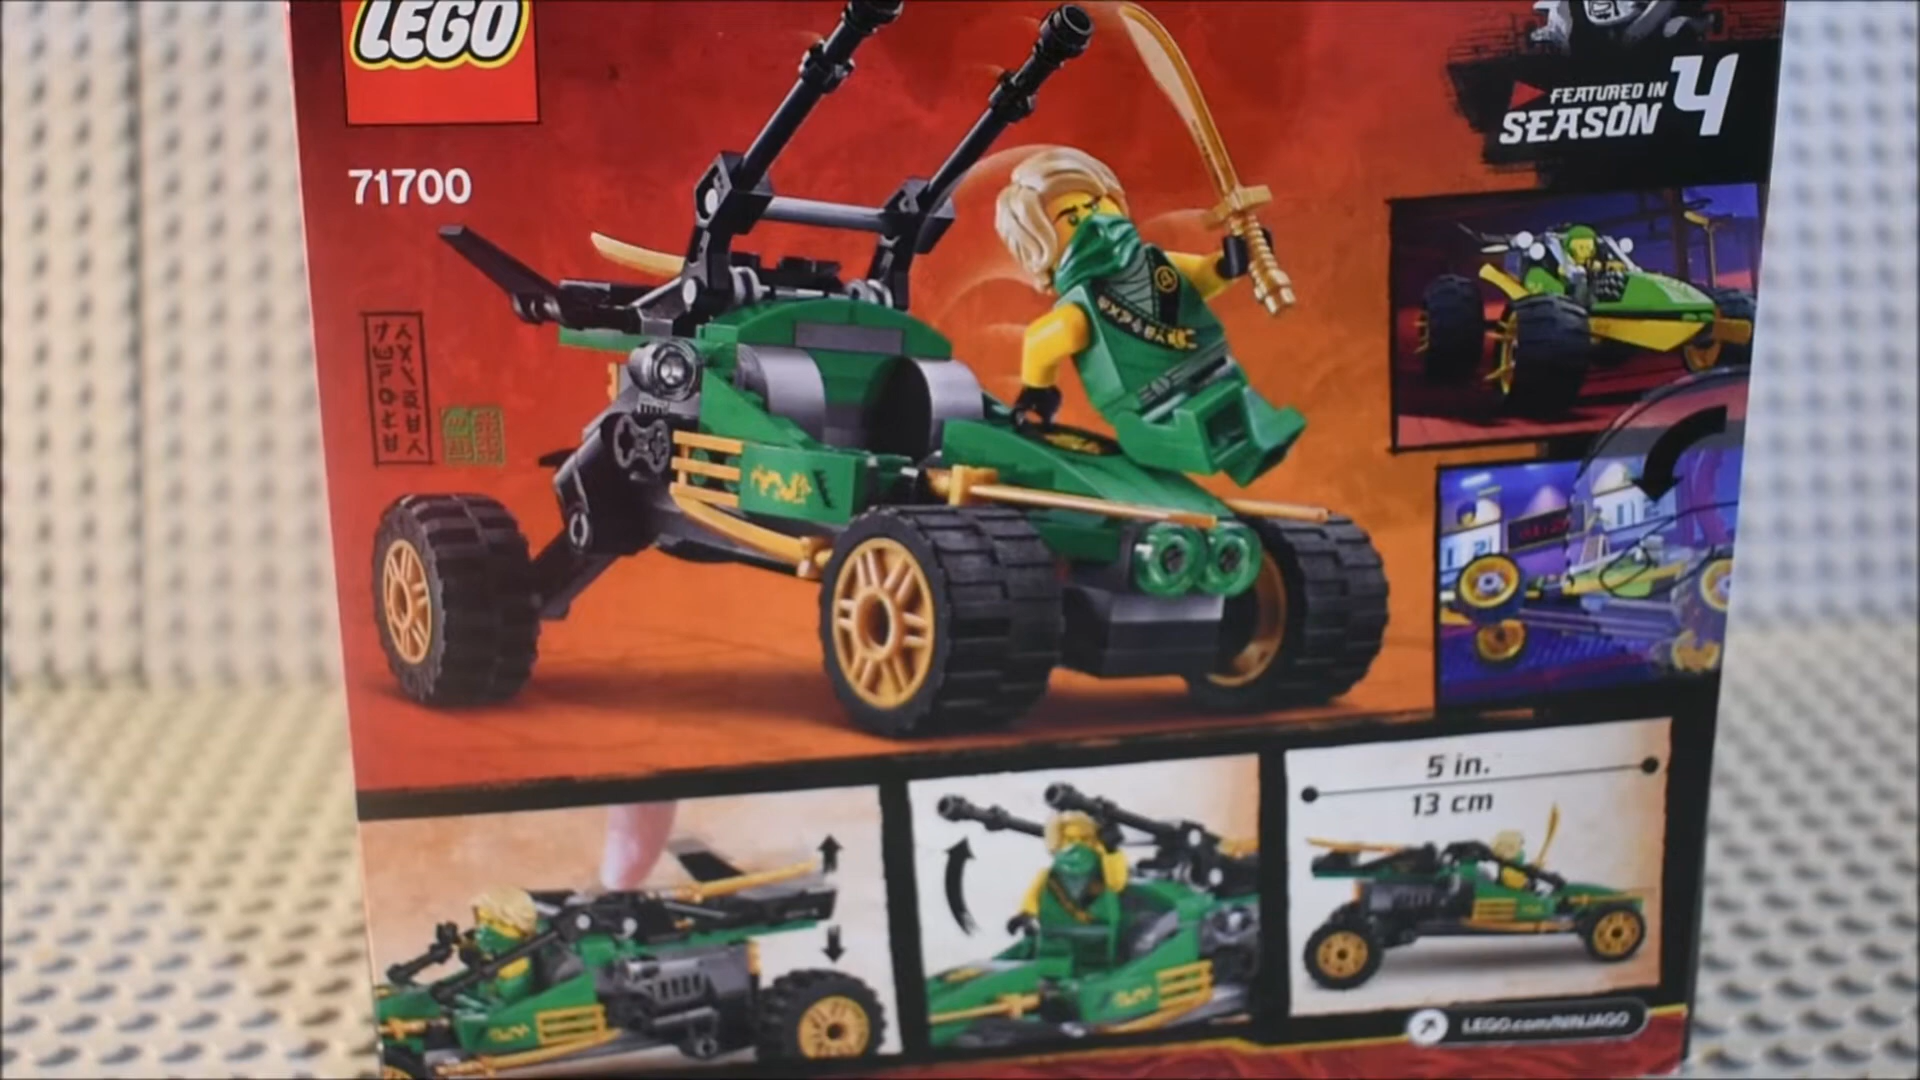 LEGO
71700
FEATURED IN
SEASON 4
5 in.
13 cm
LEGO.com/NINJAGO